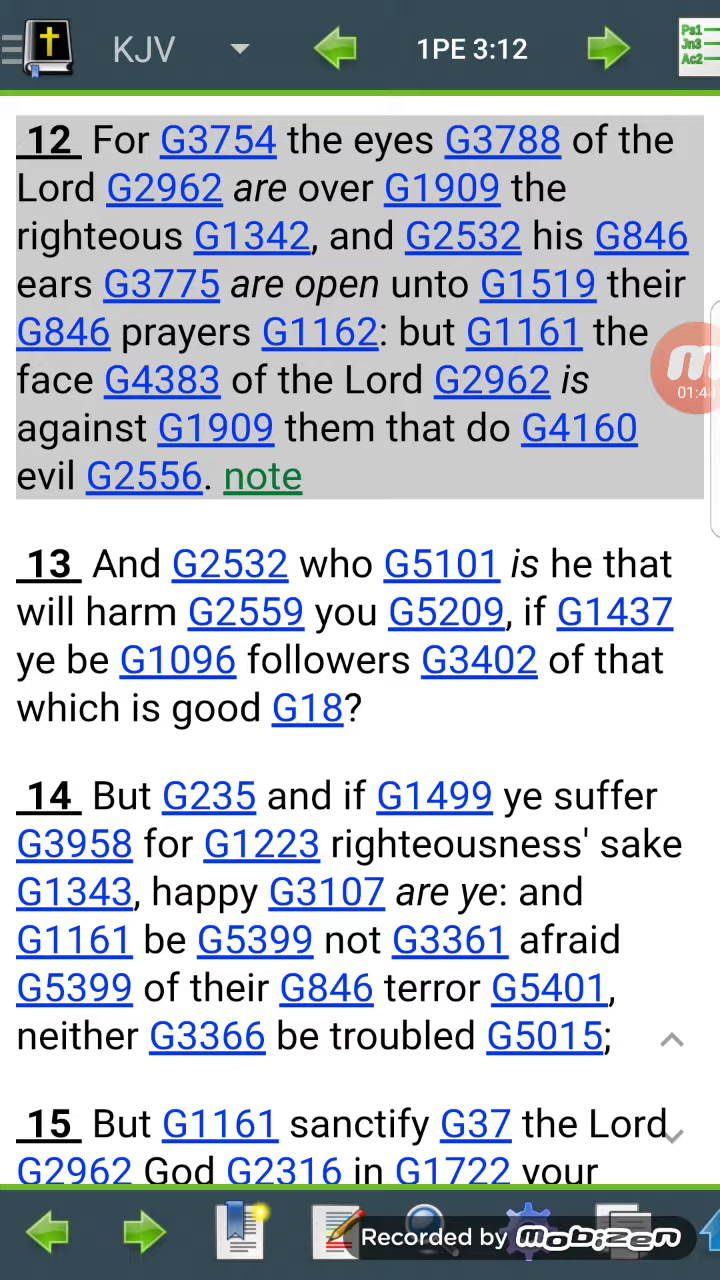 KJV 1PE 3:12 Ps1
Jn3
Ac2
12 For G3754 the eyes G3788 of the
Lord G2962 are over G1909 the
righteous G1342, and G2532 his G846
ears G3775 are open unto G1519 their
G846 prayers G1162: but G1161 the
face G4383 of the Lord G2962 is
against G1909 them that do G4160
evil G2556. note
01:48
13 And G2532 who G5101 is he that
will harm G2559 you G5209, if G1437
ye be G1096 followers G3402 of that
which is good G18?
14 But G235 and if G1499 ye suffer
G3958 for G1223 righteousness' sake
G1343, happy G3107 are ye: and
G1161 be G5399 not G3361 afraid
G5399 of their G846 terror G5401,
neither G3366 be troubled G5015;
15 But G1161 sanctify G37 the Lord
G2962 God G2316 in G1722 your
Recorded by mobizen